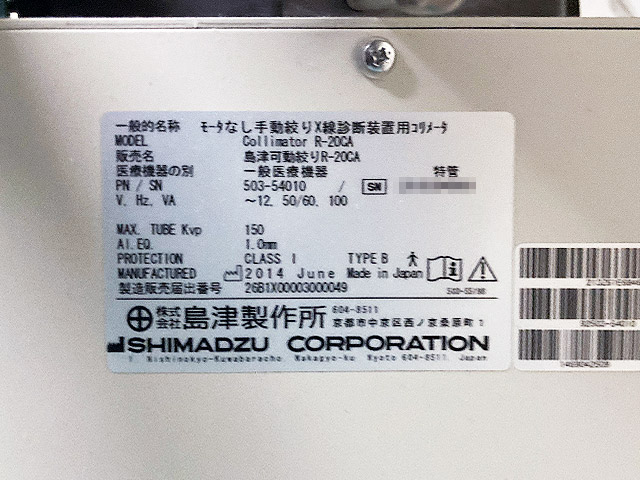 一般的名称 モータなし手動絞りX線診断装置用コリメータ
MODEL Collimator R-20CA
販売名 島津可動絞りR-20CA
医療機器の別 一般医療機器 特管
PN / SN 503-54010 / SN
V, Hz, VA ~12, 50/60, 100
MAX. TUBE Kvp 150
Al.EQ. 1.0mm
PROTECTION CLASS I TYPE B
MANUFACTURED 2014 June Made in Japan
製造販売届出番号 26B1X00003000049
株式会社 島津製作所 604-8511
京都市中京区西ノ京桑原町1
SHIMADZU CORPORATION
1 Nishinokyo-Kuwabaracho Nakagyo-ku Kyoto 604-8511, Japan